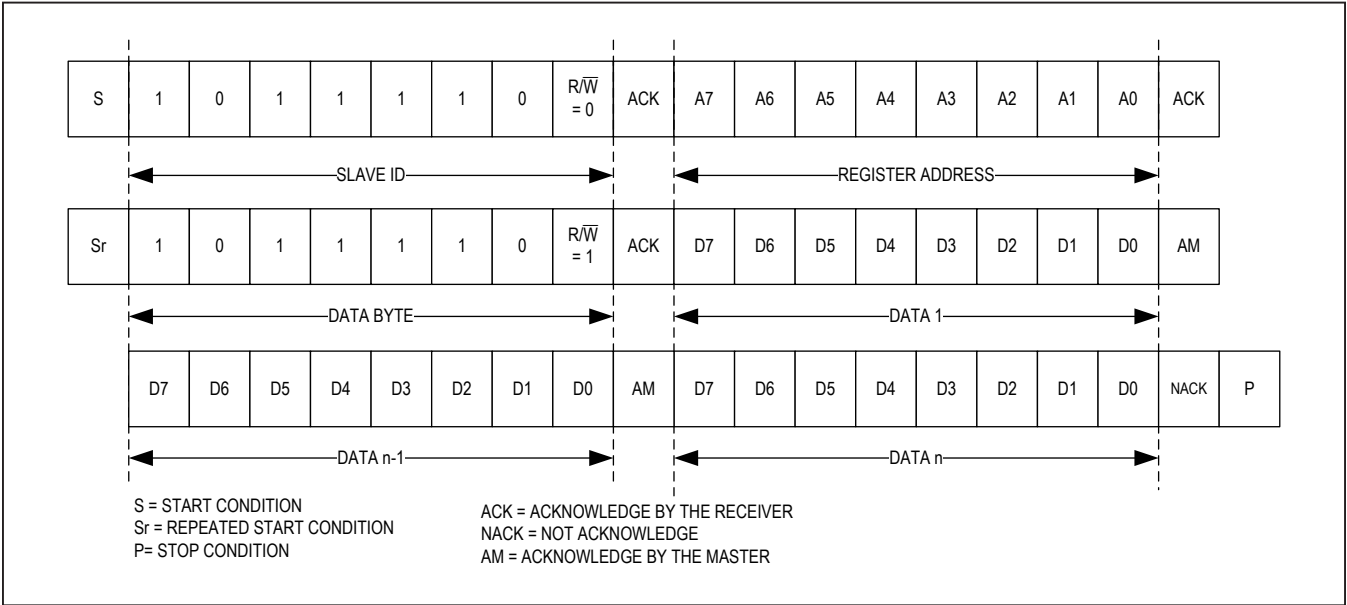 S 1 0 1 1 1 1 0 R/W̅ = 0 ACK A7 A6 A5 A4 A3 A2 A1 A0 ACK
SLAVE ID REGISTER ADDRESS
Sr 1 0 1 1 1 1 0 R/W̅ = 1 ACK D7 D6 D5 D4 D3 D2 D1 D0 AM
DATA BYTE DATA 1
D7 D6 D5 D4 D3 D2 D1 D0 AM D7 D6 D5 D4 D3 D2 D1 D0 NACK P
DATA n-1 DATA n
S = START CONDITION
Sr = REPEATED START CONDITION
P= STOP CONDITION
ACK = ACKNOWLEDGE BY THE RECEIVER
NACK = NOT ACKNOWLEDGE
AM = ACKNOWLEDGE BY THE MASTER